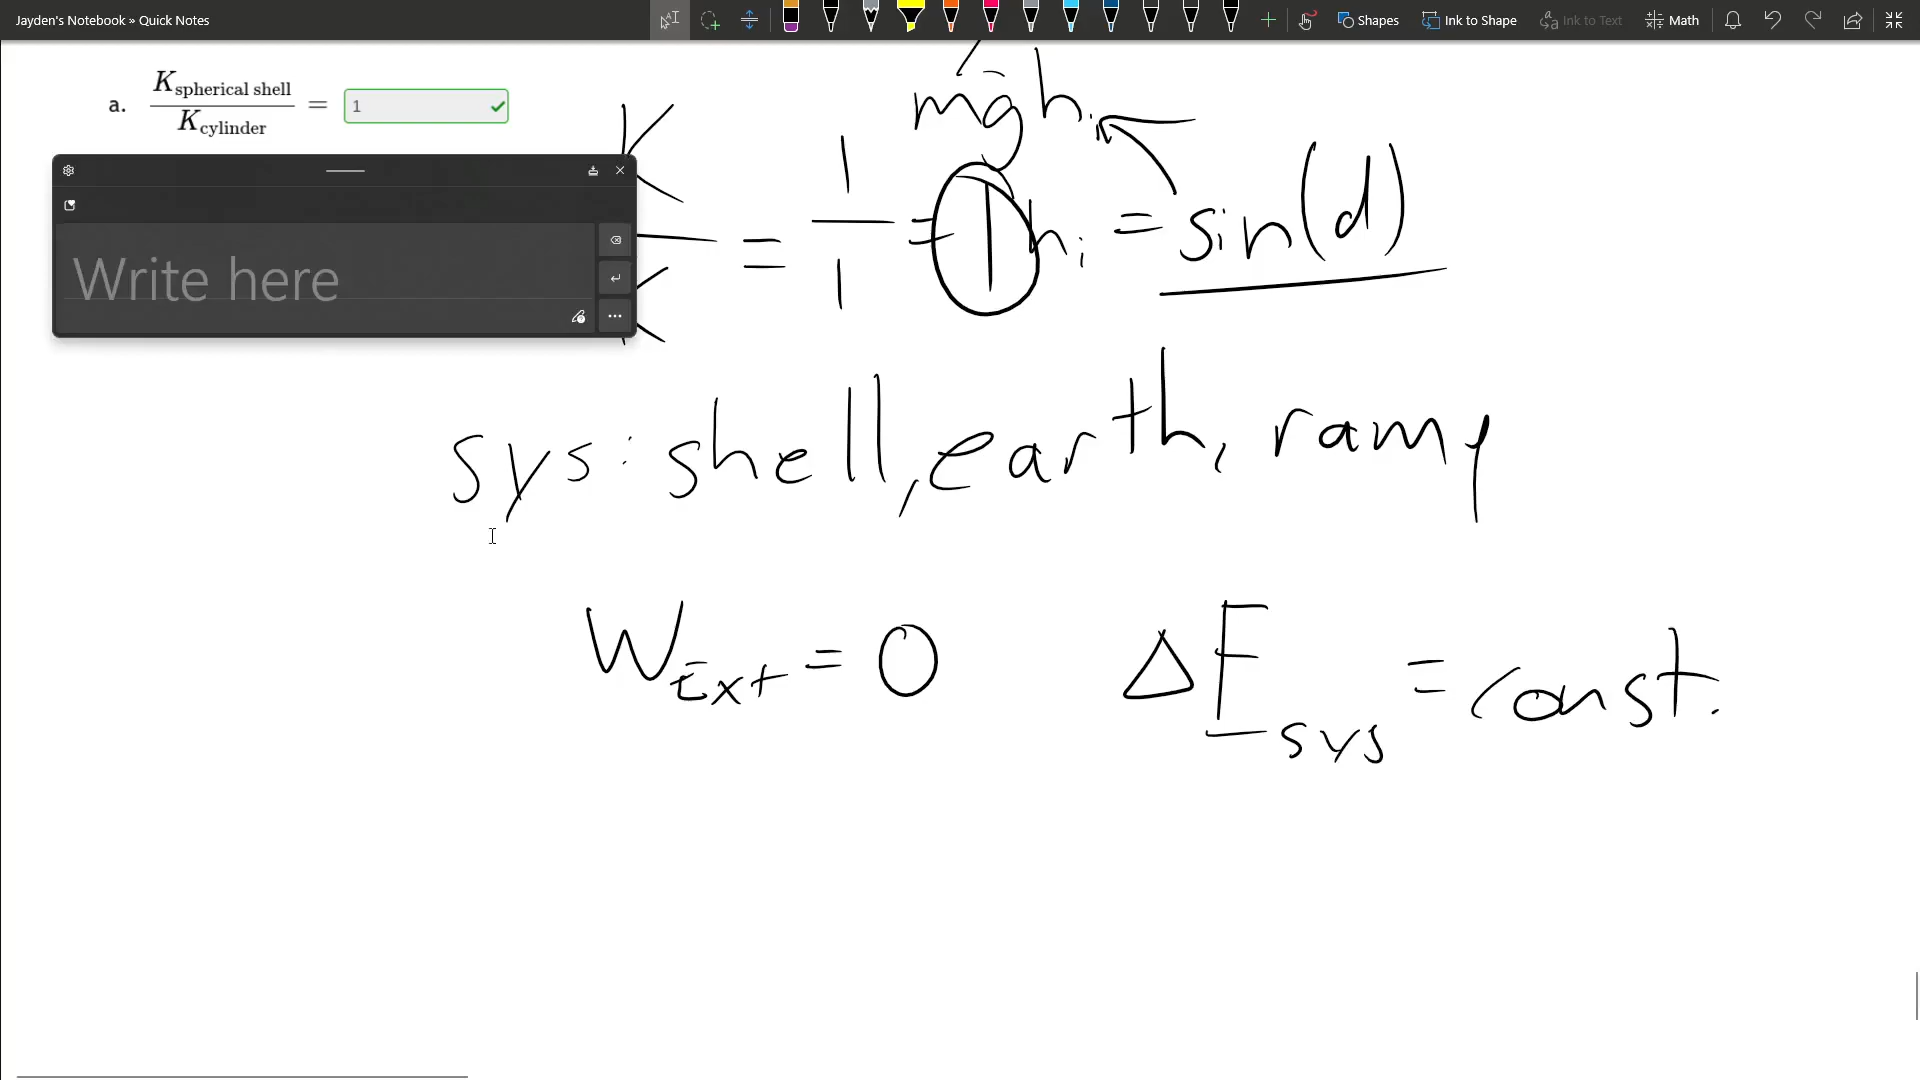 Jayden's Notebook » Quick Notes
Shapes
Ink to Shape
Ink to Text
Math
a. K spherical shell / K cylinder = 1
Write here
mgh i
K / K = 1 / 1 = 1
h i = sin(d)
sys: shell, earth, ramp
W Ext = 0
ΔE sys = const.